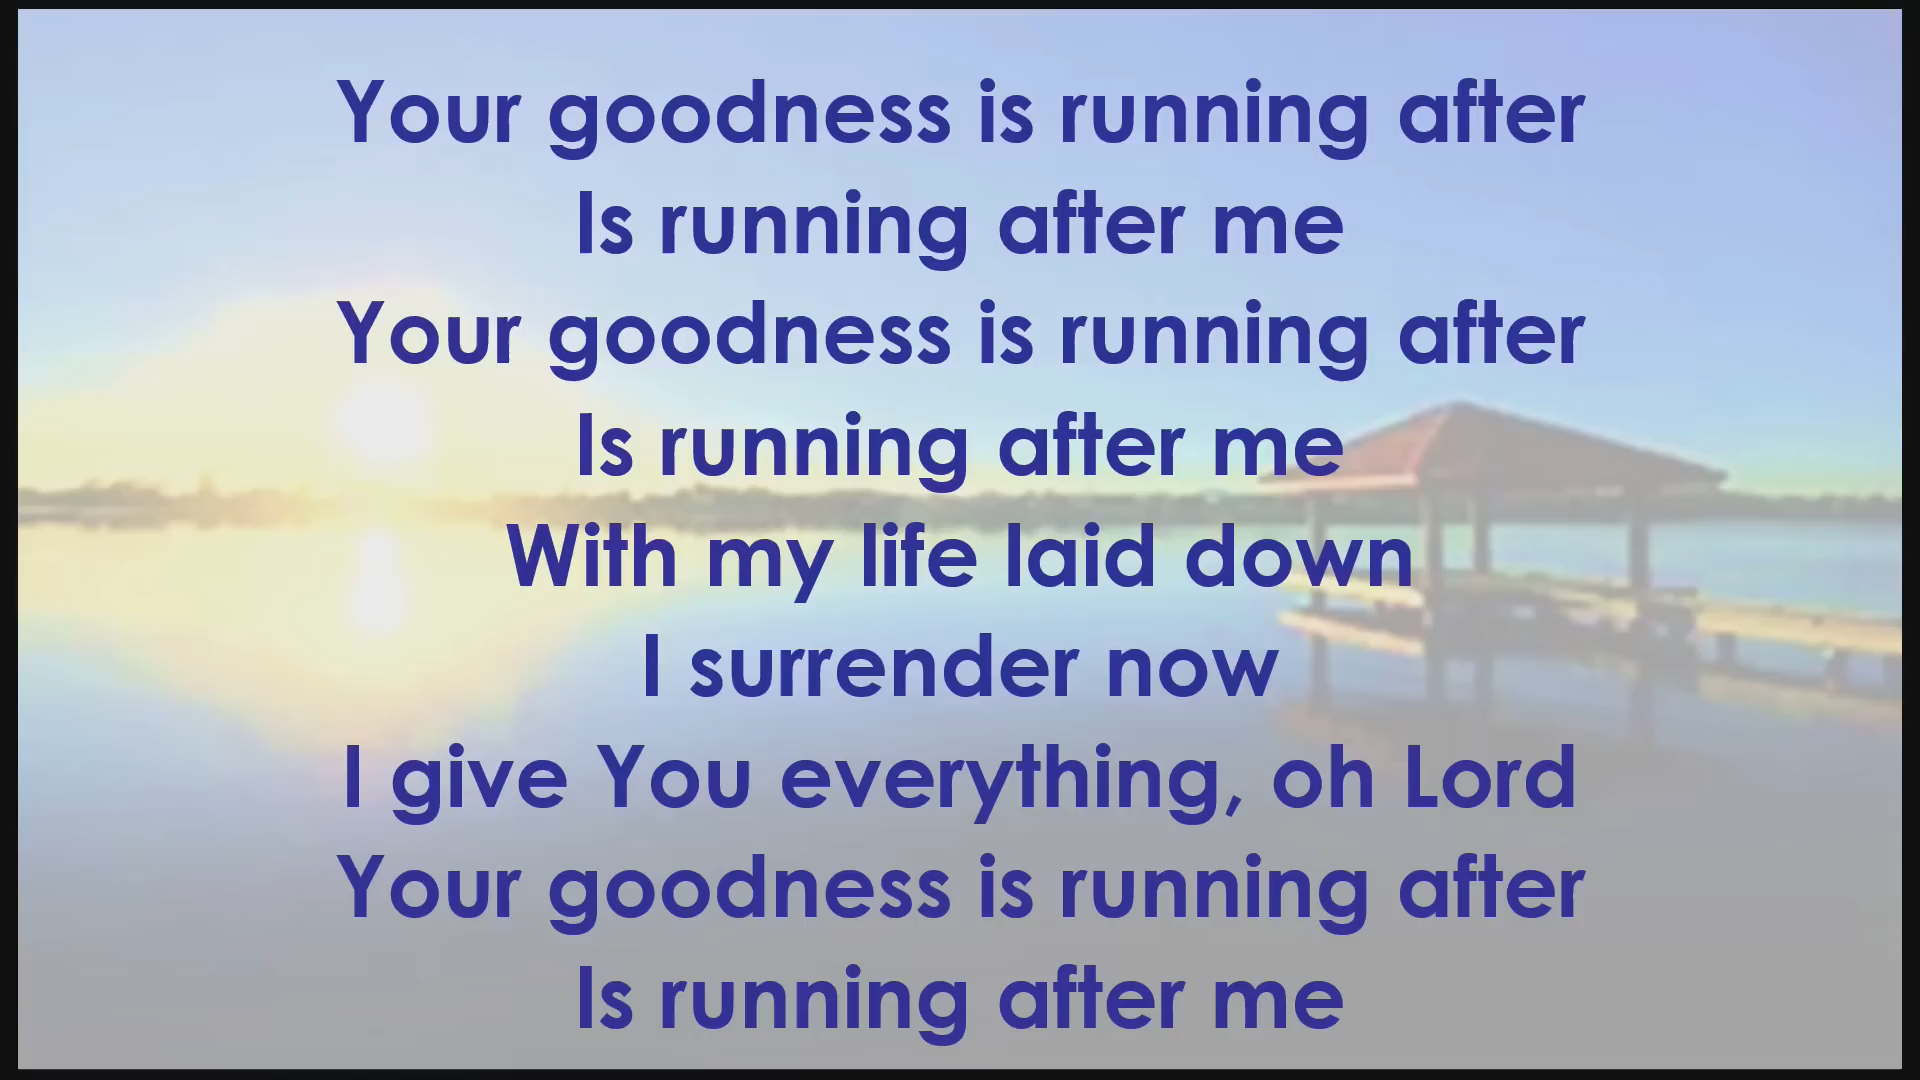 Your goodness is running after
Is running after me
Your goodness is running after
Is running after me
With my life laid down
I surrender now
I give You everything, oh Lord
Your goodness is running after
Is running after me